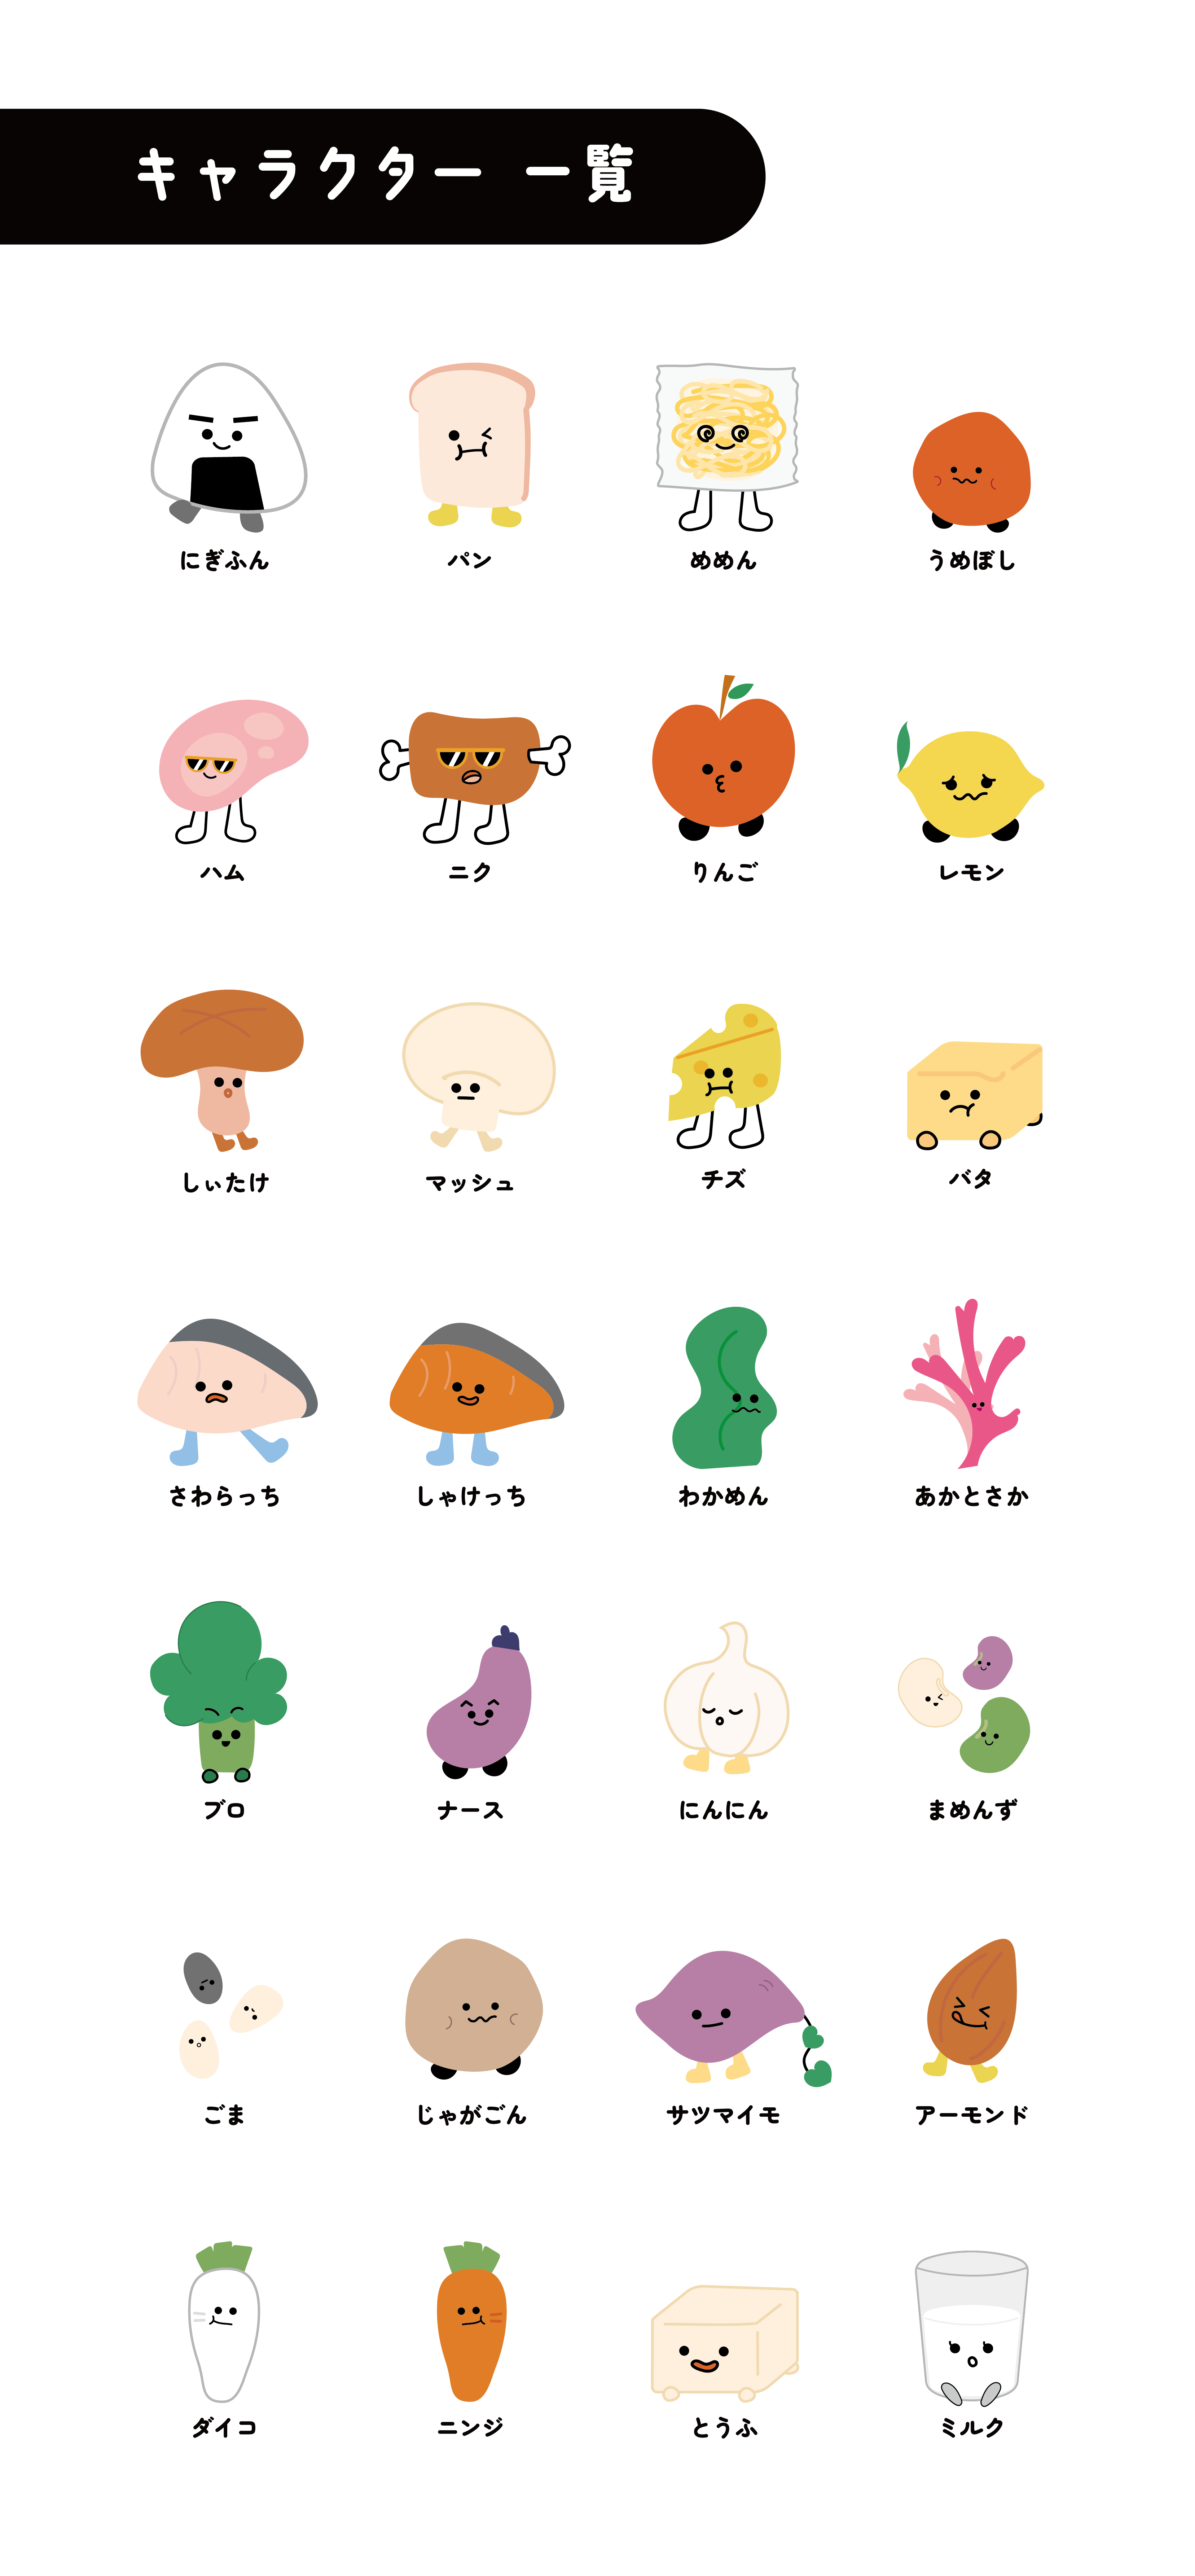 キャラクター 一覧
にぎふん
パン
めめん
うめぼし
ハム
ニク
りんご
レモン
しぃたけ
マッシュ
チズ
バタ
さわらっち
しゃけっち
わかめん
あかとさか
ブロ
ナース
にんにん
まめんず
ごま
じゃがごん
サツマイモ
アーモンド
ダイコ
ニンジ
とうふ
ミルク